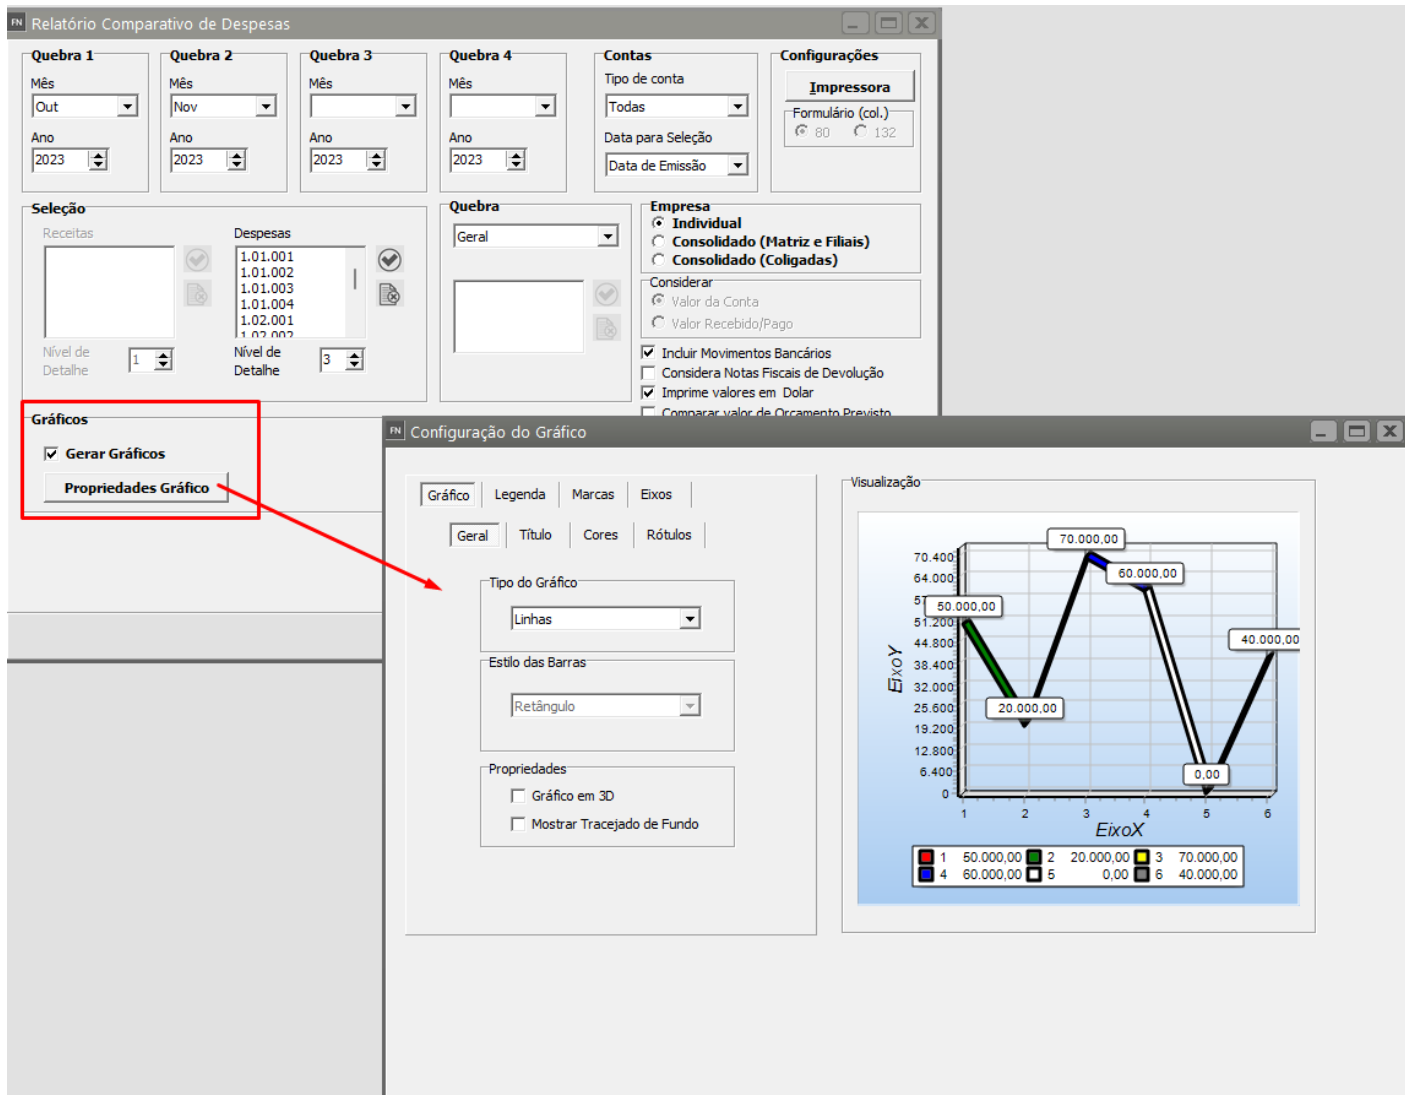 FN Relatório Comparativo de Despesas
Quebra 1
Mês
Out
Ano
2023
Quebra 2
Mês
Nov
Ano
2023
Quebra 3
Mês
Ano
2023
Quebra 4
Mês
Ano
2023
Contas
Tipo de conta
Todas
Data para Seleção
Data de Emissão
Configurações
Impressora
Formulário (col.)
80 132
Seleção
Receitas
Nível de
Detalhe
1
Despesas
1.01.001
1.01.002
1.01.003
1.01.004
1.02.001
1.02.002
Nível de
Detalhe
3
Quebra
Geral
Empresa
Individual
Consolidado (Matriz e Filiais)
Consolidado (Coligadas)
Considerar
Valor da Conta
Valor Recebido/Pago
Incluir Movimentos Bancários
Considera Notas Fiscais de Devolução
Imprime valores em Dolar
Comparar valor de Orçamento Previsto
Gráficos
Gerar Gráficos
Propriedades Gráfico
FN Configuração do Gráfico
Gráfico Legenda Marcas Eixos
Geral Título Cores Rótulos
Tipo do Gráfico
Linhas
Estilo das Barras
Retângulo
Propriedades
Gráfico em 3D
Mostrar Tracejado de Fundo
Visualização
70.000,00
60.000,00
50.000,00
40.000,00
20.000,00
0,00
EixoY
70.400
64.000
57
51.200
44.800
38.400
32.000
25.600
19.200
12.800
6.400
0
1 2 3 4 5 6
EixoX
1 50.000,00 2 20.000,00 3 70.000,00
4 60.000,00 5 0,00 6 40.000,00